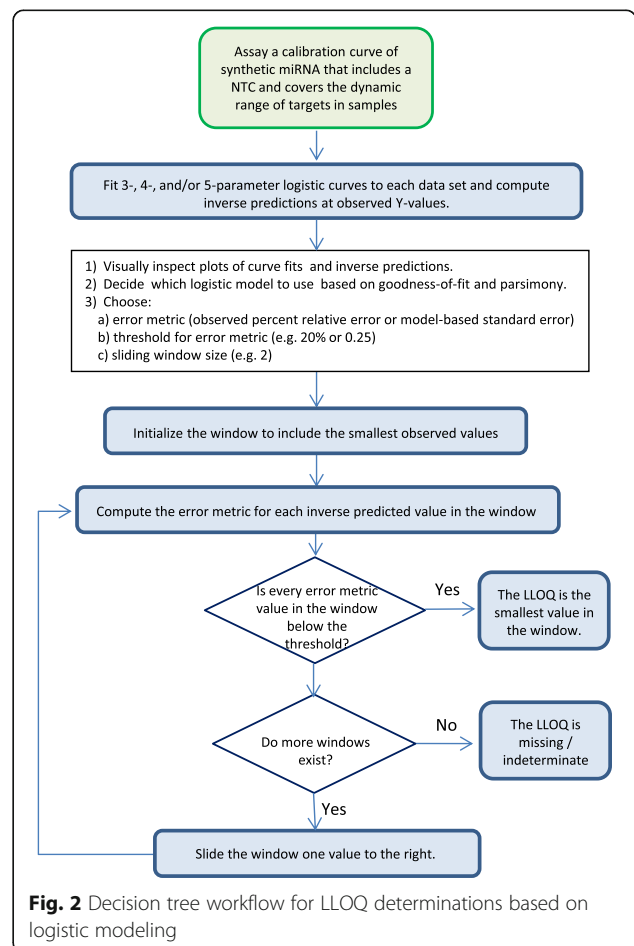 Assay a calibration curve of
synthetic miRNA that includes a
NTC and covers the dynamic
range of targets in samples
Fit 3-, 4-, and/or 5-parameter logistic curves to each data set and compute
inverse predictions at observed Y-values.
1) Visually inspect plots of curve fits and inverse predictions.
2) Decide which logistic model to use based on goodness-of-fit and parsimony.
3) Choose:
a) error metric (observed percent relative error or model-based standard error)
b) threshold for error metric (e.g. 20% or 0.25)
c) sliding window size (e.g. 2)
Initialize the window to include the smallest observed values
Compute the error metric for each inverse predicted value in the window
Is every error metric
value in the window
below the
threshold?
Yes
The LLOQ is the
smallest value in
the window.
Do more windows
exist?
No
The LLOQ is
missing /
indeterminate
Yes
Slide the window one value to the right.
Fig. 2 Decision tree workflow for LLOQ determinations based on
logistic modeling